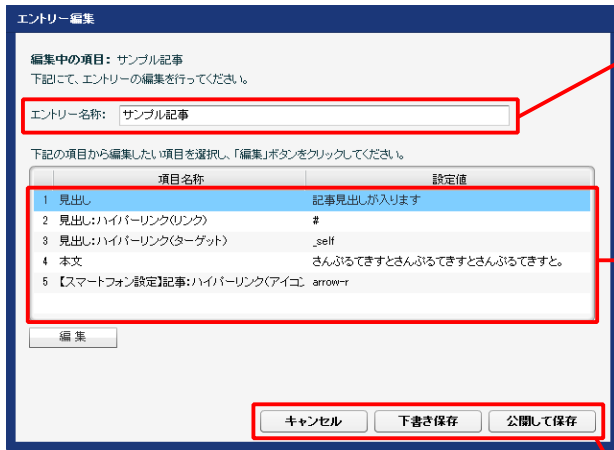 エントリー編集
編集中の項目: サンプル記事
下記にて、エントリーの編集を行ってください。
エントリー名称: サンプル記事
下記の項目から編集したい項目を選択し、「編集」ボタンをクリックしてください。
項目名称 設定値
1 見出し 記事見出しが入ります
2 見出し:ハイパーリンク(リンク) #
3 見出し:ハイパーリンク(ターゲット) _self
4 本文 さんぷるてきすとさんぷるてきすとさんぷるてきすと。
5 【スマートフォン設定】記事:ハイパーリンク(アイコン arrow-r
編集
キャンセル 下書き保存 公開して保存